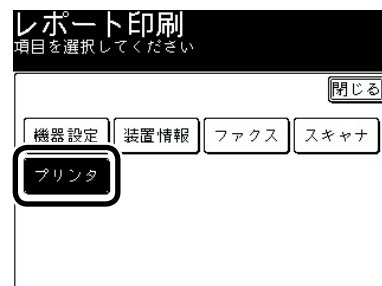 レポート印刷
項目を選択してください
閉じる
機器設定 装置情報 ファクス スキャナ
プリンタ